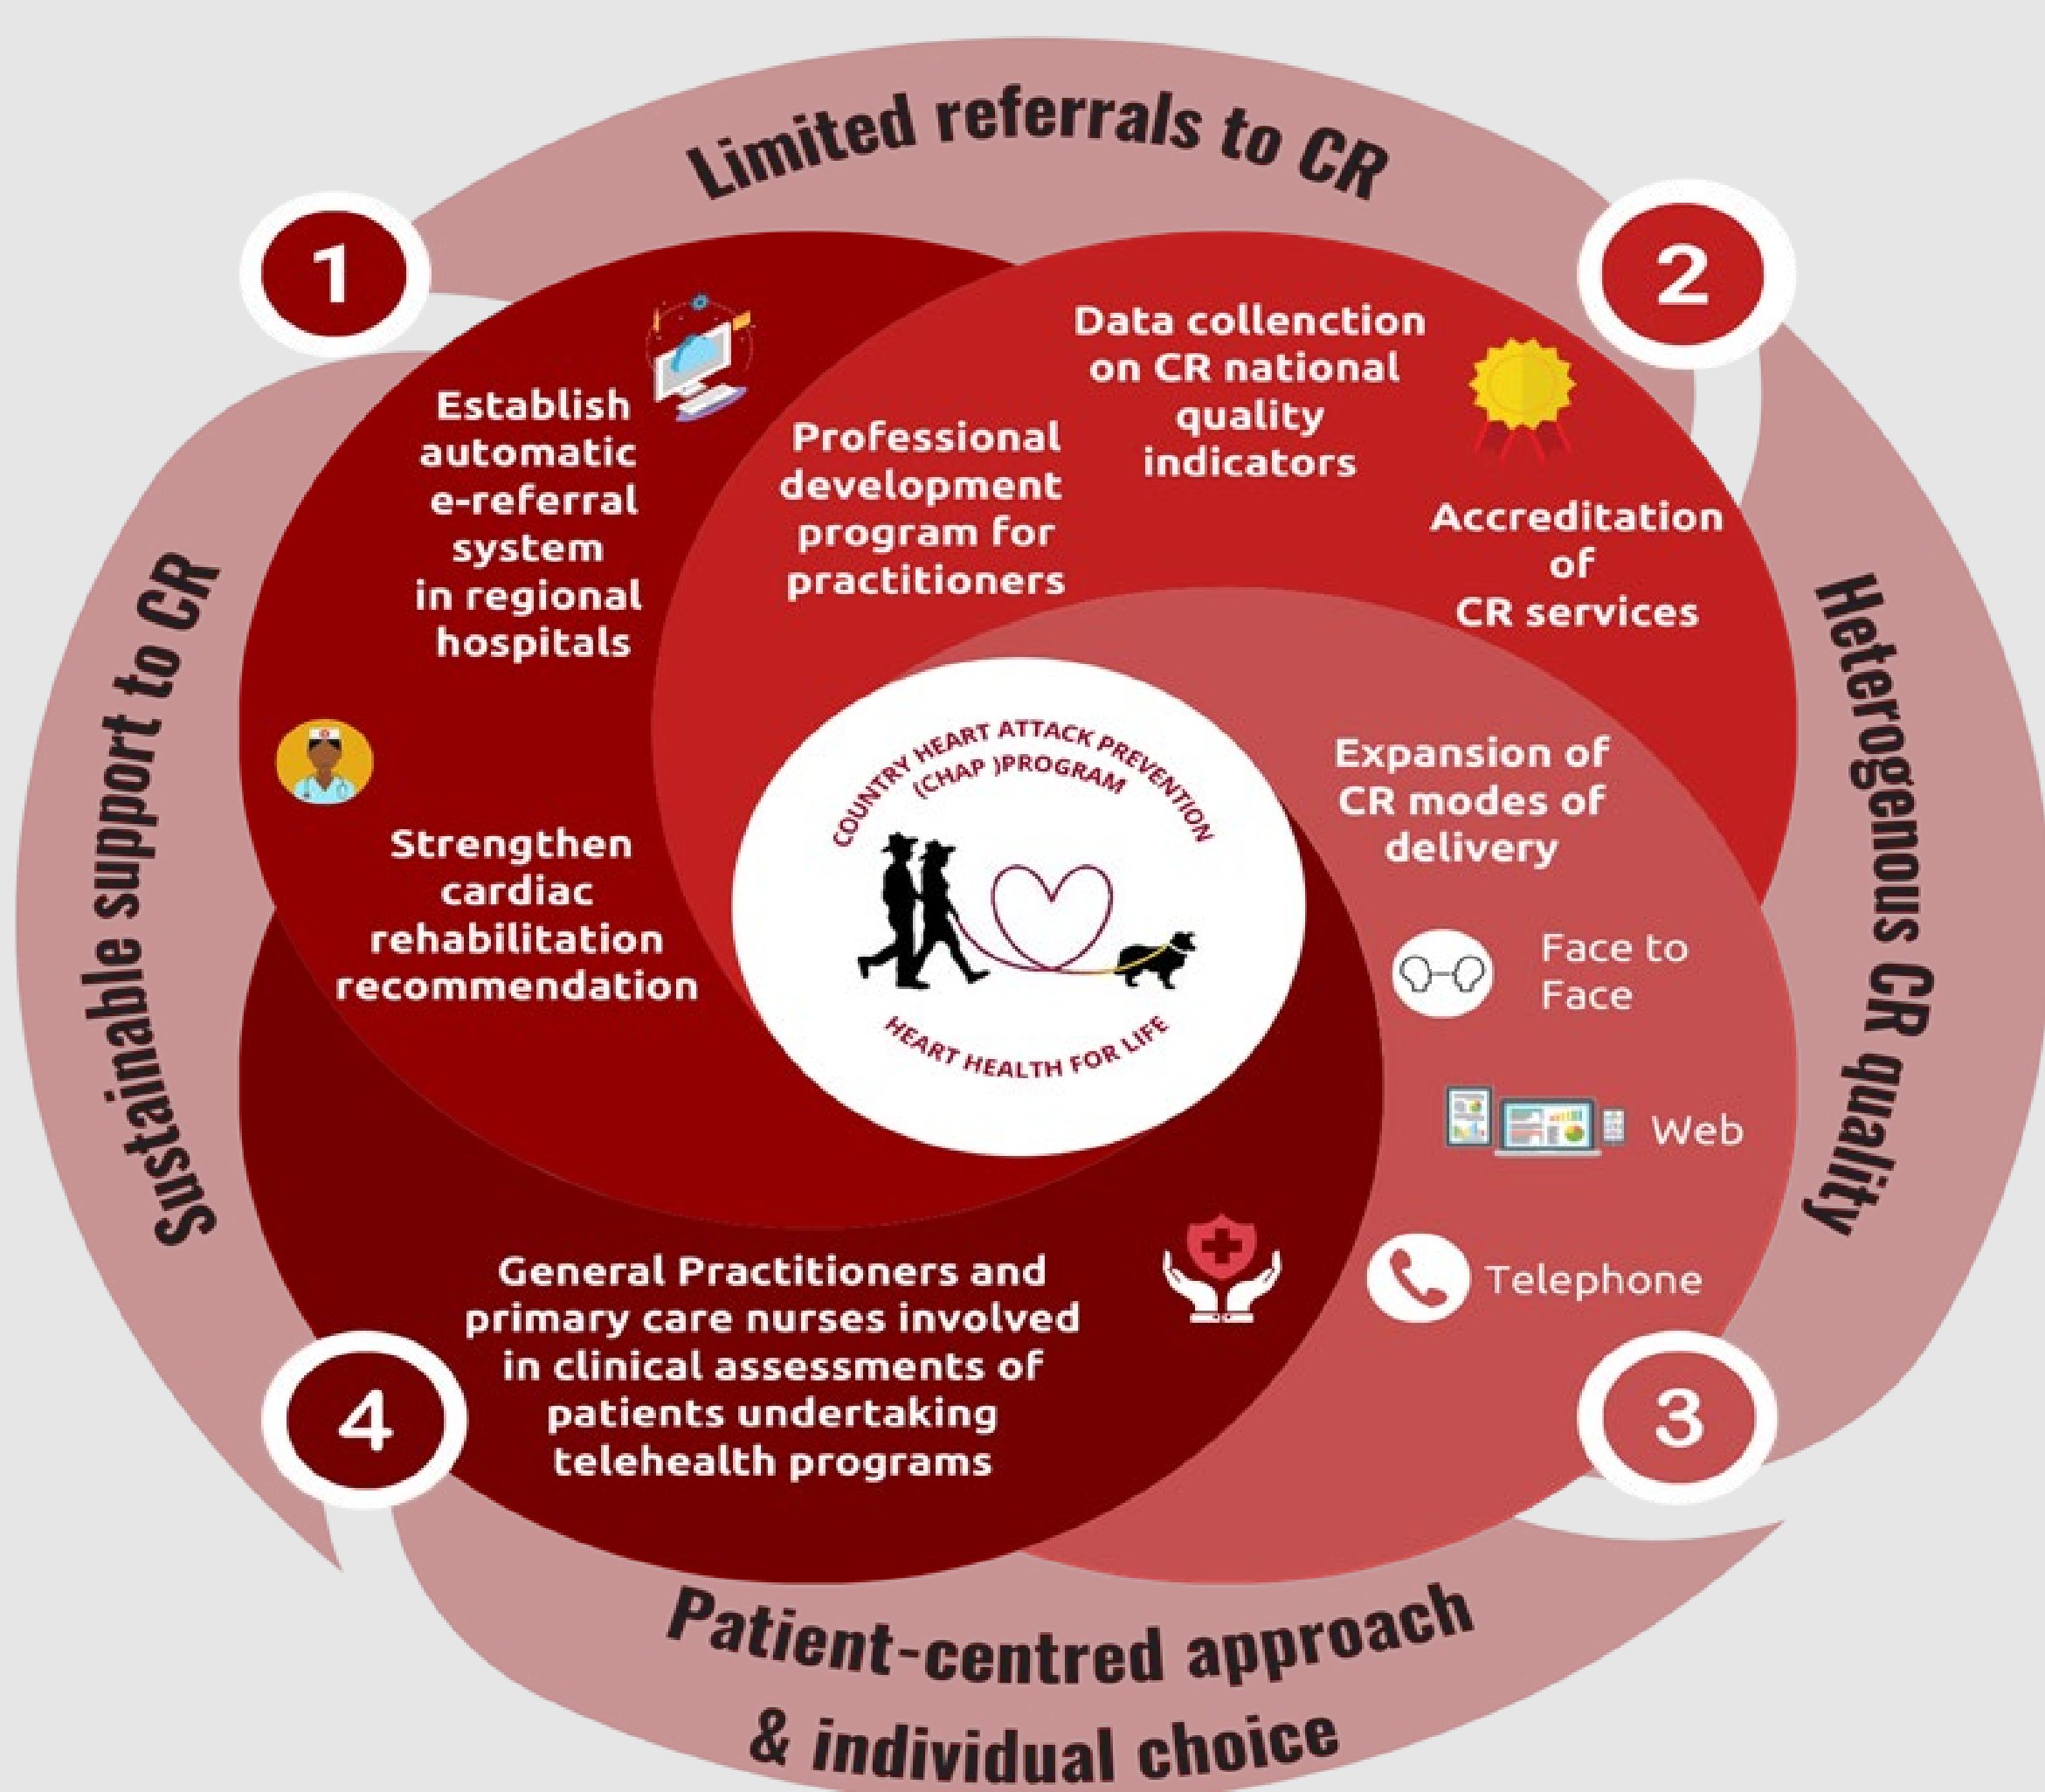 Limited referrals to CR
1
2
Establish
automatic
e-referral
system
in regional
hospitals
Strengthen
cardiac
rehabilitation
recommendation
Professional
development
program for
practitioners
Data collenction
on CR national
quality
indicators
Accreditation
of
CR services
Heterogenous CR quality
COUNTRY HEART ATTACK PREVENTION
(CHAP )PROGRAM
HEART HEALTH FOR LIFE
Expansion of
CR modes of
delivery
Face to
Face
Web
Telephone
3
Patient-centred approach
& individual choice
General Practitioners and
primary care nurses involved
in clinical assessments of
patients undertaking
telehealth programs
4
Sustainable support to CR